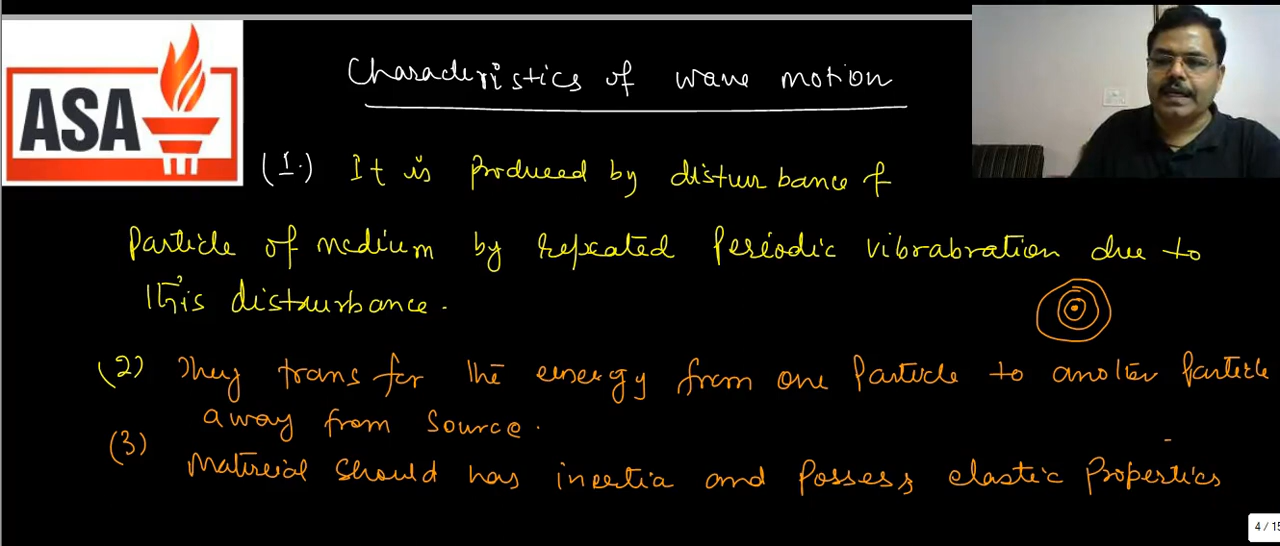 ASA
Characteristics of wave motion
(1.) It is produced by disturbance of
Particle of medium by repeated Periodic vibrabration due to
this disturbance.
(2) They transfor the energy from one Particle to another Particle
away from source.
(3)
Material should has inertia and Possess elastic Properties
4 / 15